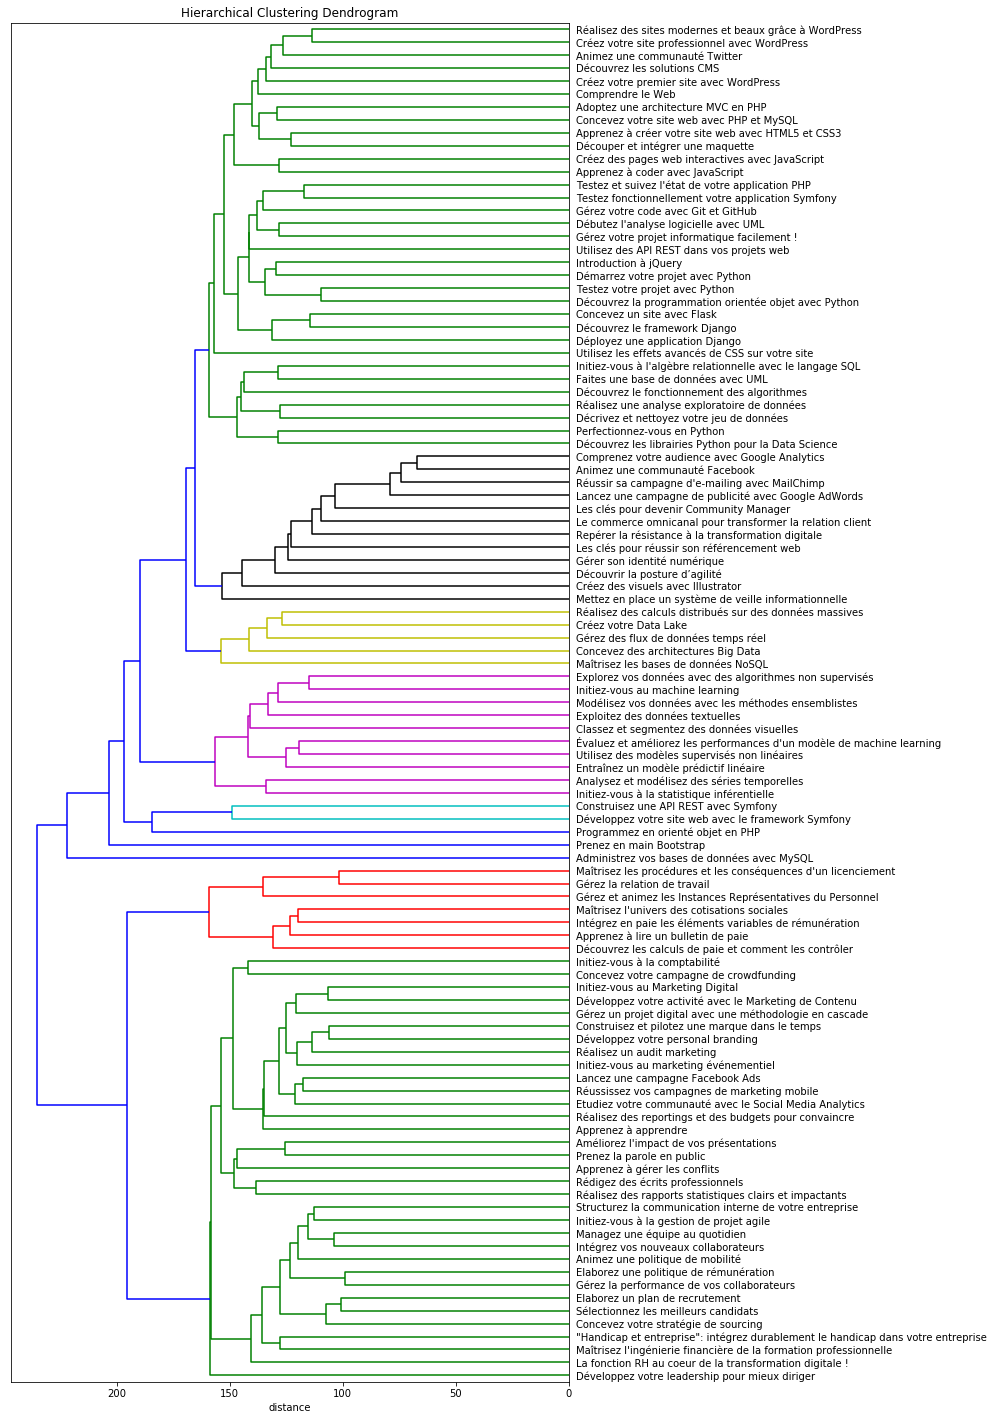 Hierarchical Clustering Dendrogram
Réalisez des sites modernes et beaux grâce à WordPress
Créez votre site professionnel avec WordPress
Animez une communauté Twitter
Découvrez les solutions CMS
Créez votre premier site avec WordPress
Comprendre le Web
Adoptez une architecture MVC en PHP
Concevez votre site web avec PHP et MySQL
Apprenez à créer votre site web avec HTML5 et CSS3
Découper et intégrer une maquette
Créez des pages web interactives avec JavaScript
Apprenez à coder avec JavaScript
Testez et suivez l'état de votre application PHP
Testez fonctionnellement votre application Symfony
Gérez votre code avec Git et GitHub
Débutez l'analyse logicielle avec UML
Gérez votre projet informatique facilement !
Utilisez des API REST dans vos projets web
Introduction à jQuery
Démarrez votre projet avec Python
Testez votre projet avec Python
Découvrez la programmation orientée objet avec Python
Concevez un site avec Flask
Découvrez le framework Django
Déployez une application Django
Utilisez les effets avancés de CSS sur votre site
Initiez-vous à l'algèbre relationnelle avec le langage SQL
Faites une base de données avec UML
Découvrez le fonctionnement des algorithmes
Réalisez une analyse exploratoire de données
Décrivez et nettoyez votre jeu de données
Perfectionnez-vous en Python
Découvrez les librairies Python pour la Data Science
Comprenez votre audience avec Google Analytics
Animez une communauté Facebook
Réussir sa campagne d'e-mailing avec MailChimp
Lancez une campagne de publicité avec Google AdWords
Les clés pour devenir Community Manager
Le commerce omnicanal pour transformer la relation client
Repérer la résistance à la transformation digitale
Les clés pour réussir son référencement web
Gérer son identité numérique
Découvrir la posture d’agilité
Créez des visuels avec Illustrator
Mettez en place un système de veille informationnelle
Réalisez des calculs distribués sur des données massives
Créez votre Data Lake
Gérez des flux de données temps réel
Concevez des architectures Big Data
Maîtrisez les bases de données NoSQL
Explorez vos données avec des algorithmes non supervisés
Initiez-vous au machine learning
Modélisez vos données avec les méthodes ensemblistes
Exploitez des données textuelles
Classez et segmentez des données visuelles
Évaluez et améliorez les performances d'un modèle de machine learning
Utilisez des modèles supervisés non linéaires
Entraînez un modèle prédictif linéaire
Analysez et modélisez des séries temporelles
Initiez-vous à la statistique inférentielle
Construisez une API REST avec Symfony
Développez votre site web avec le framework Symfony
Programmez en orienté objet en PHP
Prenez en main Bootstrap
Administrez vos bases de données avec MySQL
Maîtrisez les procédures et les conséquences d'un licenciement
Gérez la relation de travail
Gérez et animez les Instances Représentatives du Personnel
Maîtrisez l'univers des cotisations sociales
Intégrez en paie les éléments variables de rémunération
Apprenez à lire un bulletin de paie
Découvrez les calculs de paie et comment les contrôler
Initiez-vous à la comptabilité
Concevez votre campagne de crowdfunding
Initiez-vous au Marketing Digital
Développez votre activité avec le Marketing de Contenu
Gérez un projet digital avec une méthodologie en cascade
Construisez et pilotez une marque dans le temps
Développez votre personal branding
Réalisez un audit marketing
Initiez-vous au marketing événementiel
Lancez une campagne Facebook Ads
Réussissez vos campagnes de marketing mobile
Etudiez votre communauté avec le Social Media Analytics
Réalisez des reportings et des budgets pour convaincre
Apprenez à apprendre
Améliorez l'impact de vos présentations
Prenez la parole en public
Apprenez à gérer les conflits
Rédigez des écrits professionnels
Réalisez des rapports statistiques clairs et impactants
Structurez la communication interne de votre entreprise
Initiez-vous à la gestion de projet agile
Managez une équipe au quotidien
Intégrez vos nouveaux collaborateurs
Animez une politique de mobilité
Elaborez une politique de rémunération
Gérez la performance de vos collaborateurs
Elaborez un plan de recrutement
Sélectionnez les meilleurs candidats
Concevez votre stratégie de sourcing
"Handicap et entreprise": intégrez durablement le handicap dans votre entreprise
Maîtrisez l'ingénierie financière de la formation professionnelle
La fonction RH au coeur de la transformation digitale !
Développez votre leadership pour mieux diriger
200 150 100 50 0
distance